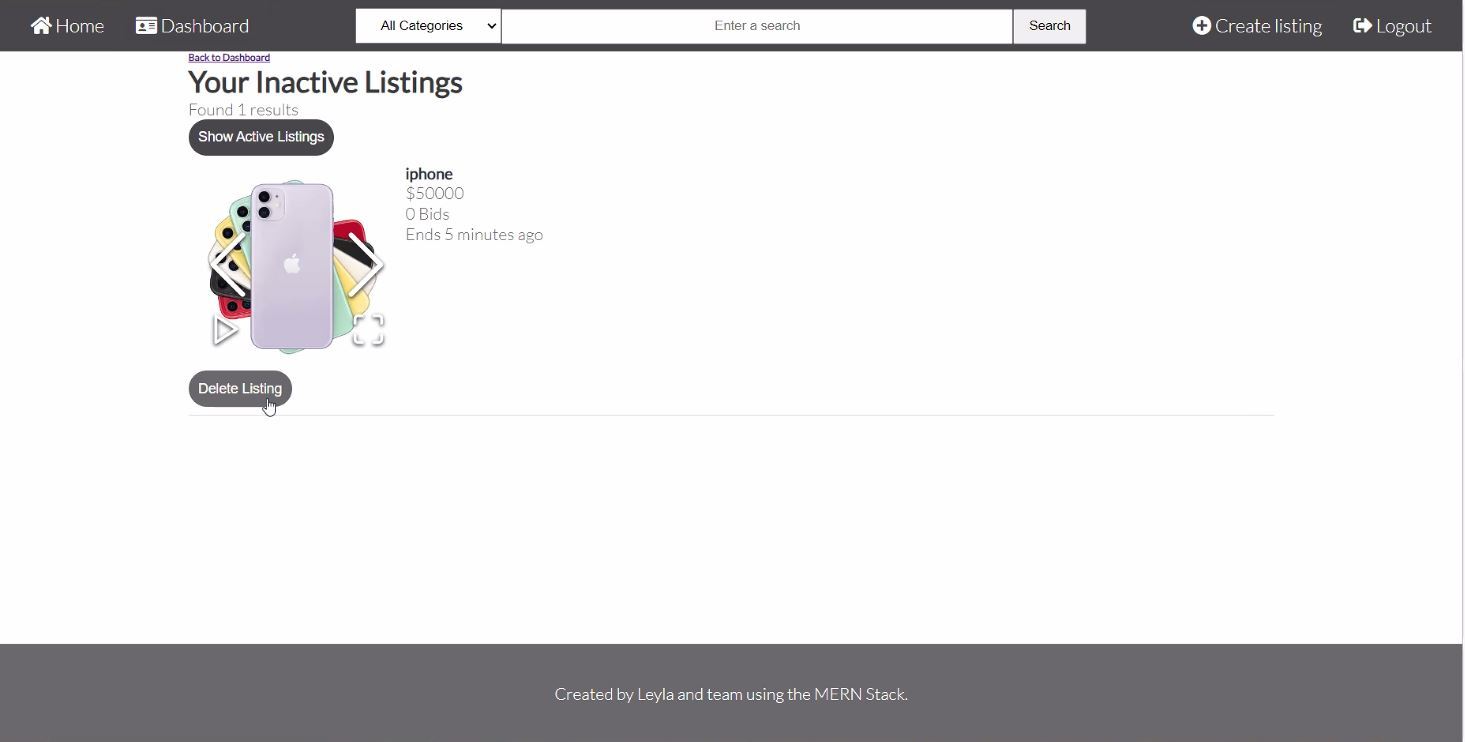 Home Dashboard All Categories Enter a search Search Create listing Logout
Back to Dashboard
Your Inactive Listings
Found 1 results
Show Active Listings
iphone
$50000
0 Bids
Ends 5 minutes ago
Delete Listing
Created by Leyla and team using the MERN Stack.